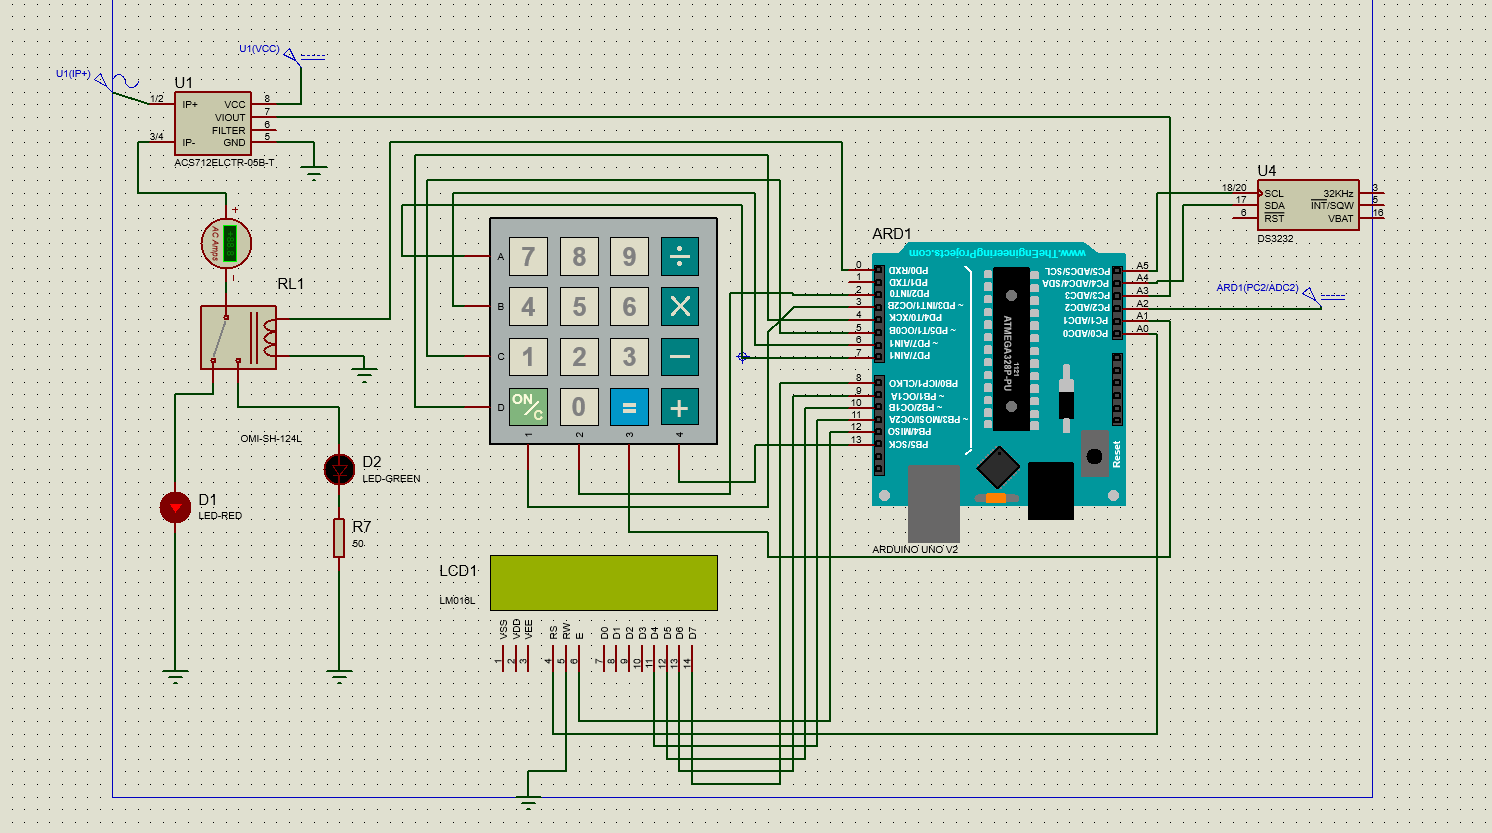 U1(VCC)
U1(IP+)
U1
1/2
IP+
VCC
8
VIOUT
7
FILTER
6
3/4
IP-
GND
5
ACS712ELCTR-05B-T
+
AC Amps
RL1
OMI-SH-124L
D2
LED-GREEN
D1
LED-RED
R7
50
A
B
C
D
7
8
9
÷
4
5
6
×
1
2
3
−
ON/C
0
=
+
1
2
3
4
LCD1
LM016L
VSS
VDD
VEE
RS
RW
E
D0
D1
D2
D3
D4
D5
D6
D7
1
2
3
4
5
6
7
8
9
10
11
12
13
14
ARD1
www.TheEngineeringProjects.com
0
PD0/RXD
1
PD1/TXD
2
PD2/INT0
3
~ PD3/INT1/OC2B
4
PD4/T0/XCK
5
~ PD5/T1/OC0B
6
~ PD7/AIN1
7
PD7/AIN1
8
PB0/ICP1/CLKO
9
~ PB1/OC1A
10
~ PB2/OC1B
11
~ PB3/MOSI/OC2A
12
PB4/MISO
13
PB5/SCK
PC5/ADC5/SCL
A5
PC4/ADC4/SDA
A4
PC3/ADC3
A3
PC2/ADC2
A2
PC1/ADC1
A1
PC0/ADC0
A0
ATMEGA328P-PU
1121
Reset
ARDUINO UNO V2
ARD1(PC2/ADC2)
U4
18/20
SCL
32KHz
3
17
SDA
INT/SQW
5
6
RST
VBAT
16
DS3232